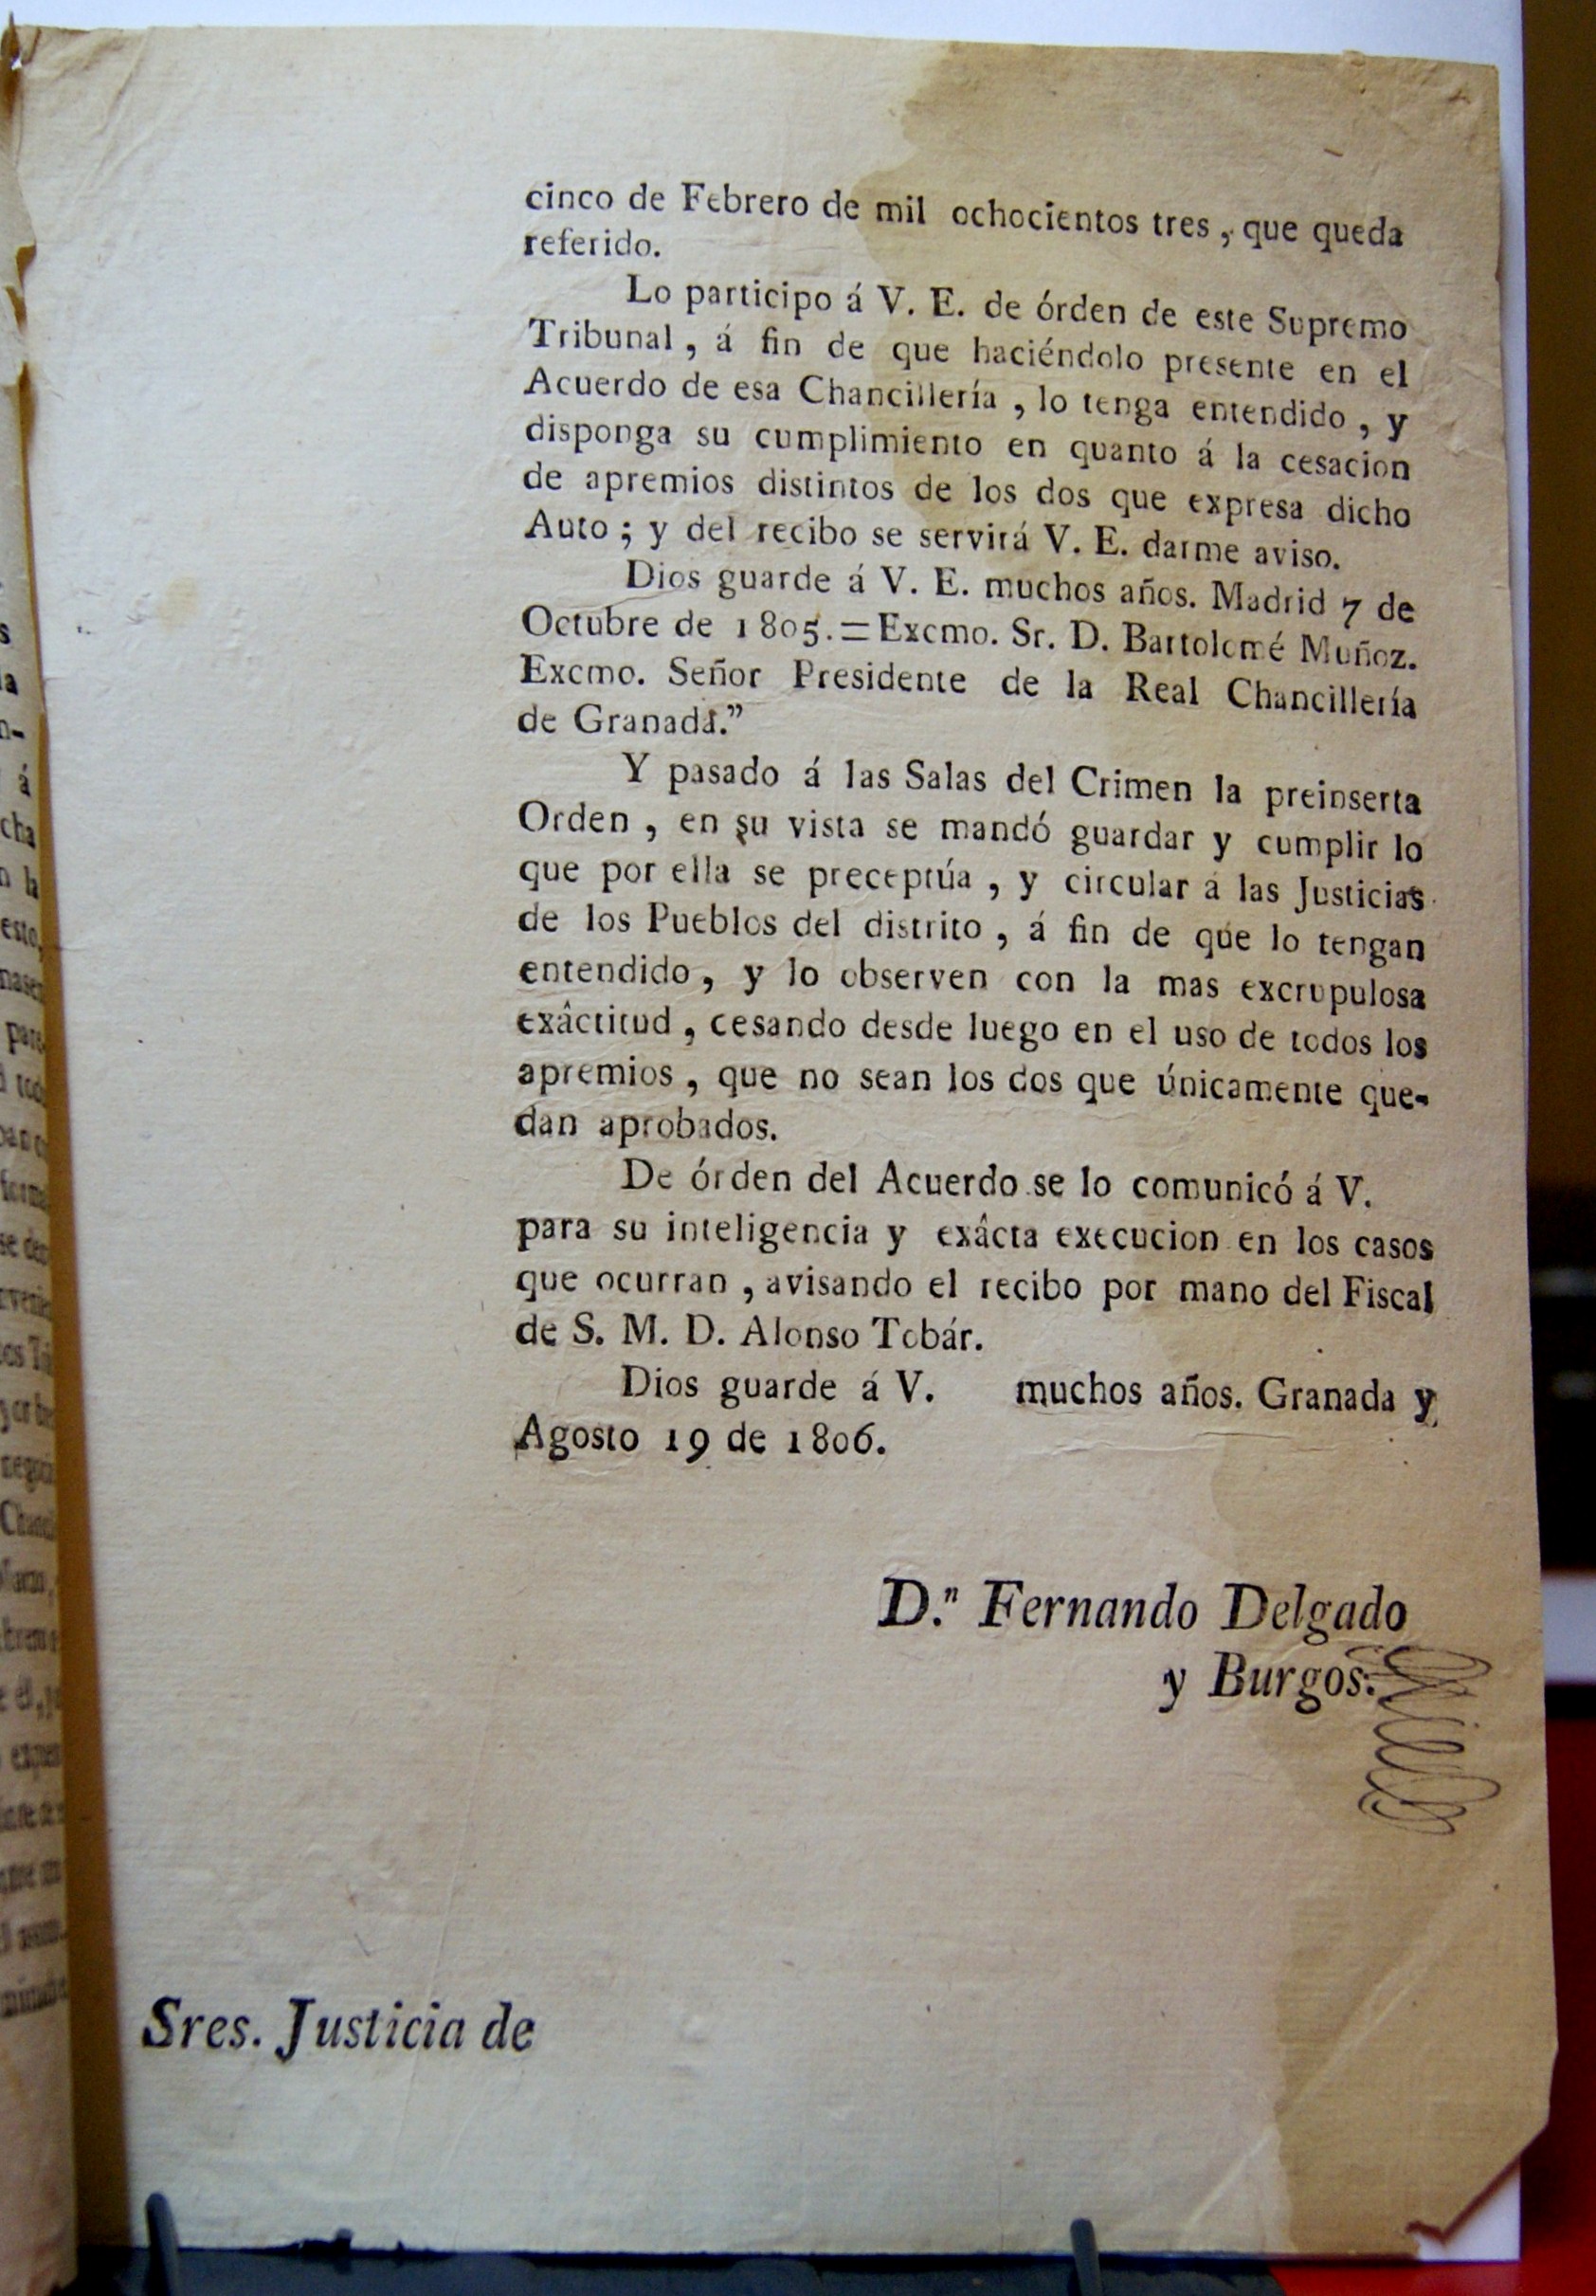 cinco de Febrero de mil ochocientos tres, que queda
referido.
Lo participo á V. E. de órden de este Supremo
Tribunal, á fin de que haciéndolo presente en el
Acuerdo de esa Chancillería, lo tenga entendido, y
disponga su cumplimiento en quanto á la cesacion
de apremios distintos de los dos que expresa dicho
Auto; y del recibo se servirá V. E. darme aviso.
Dios guarde á V. E. muchos años. Madrid 7 de
Octubre de 1805.=Excmo. Sr. D. Bartolomé Muñoz.
Excmo. Señor Presidente de la Real Chancillería
de Granada."
Y pasado á las Salas del Crimen la preinserta
Orden, en su vista se mandó guardar y cumplir lo
que por ella se preceptúa, y circular á las Justicias
de los Pueblos del distrito, á fin de que lo tengan
entendido, y lo observen con la mas excrupulosa
exâctitud, cesando desde luego en el uso de todos los
apremios, que no sean los dos que únicamente que-
dan aprobados.
De órden del Acuerdo se lo comunicó á V.
para su inteligencia y exâcta execucion en los casos
que ocurran, avisando el recibo por mano del Fiscal
de S. M. D. Alonso Tobár.
Dios guarde á V. muchos años. Granada y
Agosto 19 de 1806.
D.ⁿ Fernando Delgado
y Burgos.
Sres. Justicia de